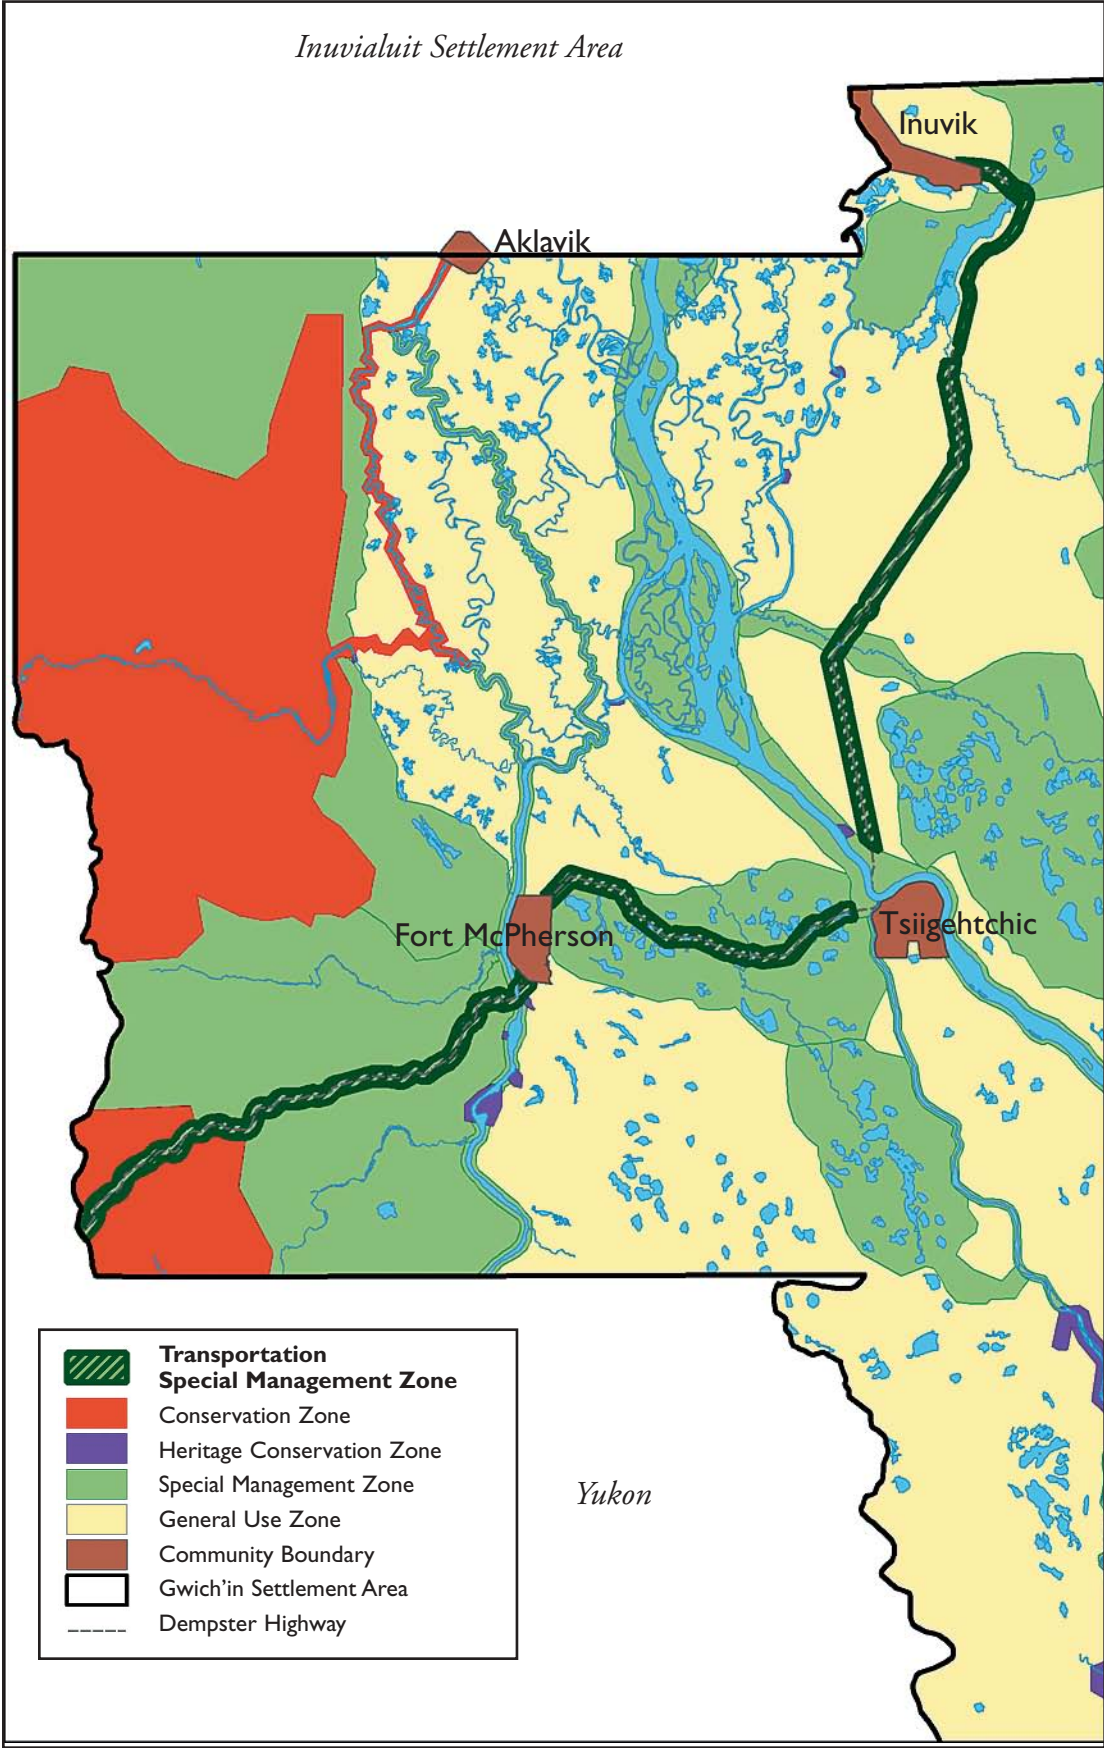 Inuvialuit Settlement Area
Inuvik
Aklavik
Fort McPherson
Tsiigehtchic
Transportation
Special Management Zone
Conservation Zone
Heritage Conservation Zone
Special Management Zone
General Use Zone
Community Boundary
Gwich'in Settlement Area
Dempster Highway
Yukon